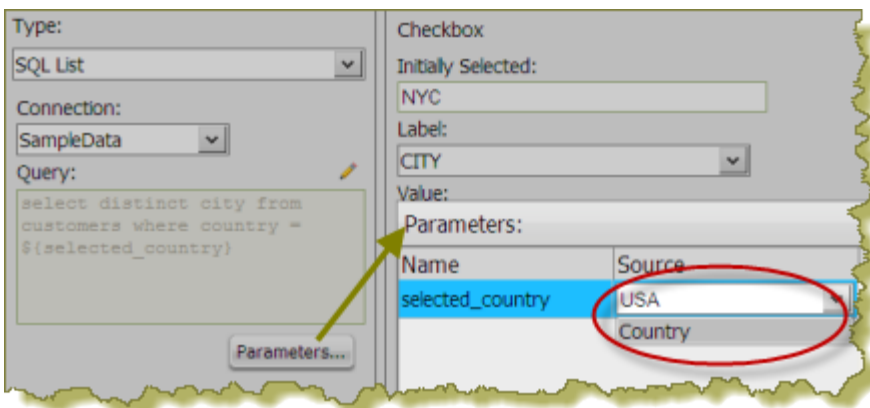 Type:
SQL List
Connection:
SampleData
Query:
select distinct city from
customers where country =
${selected_country}
Parameters...
Checkbox
Initially Selected:
NYC
Label:
CITY
Value:
Parameters:
Name Source
selected_country USA
Country